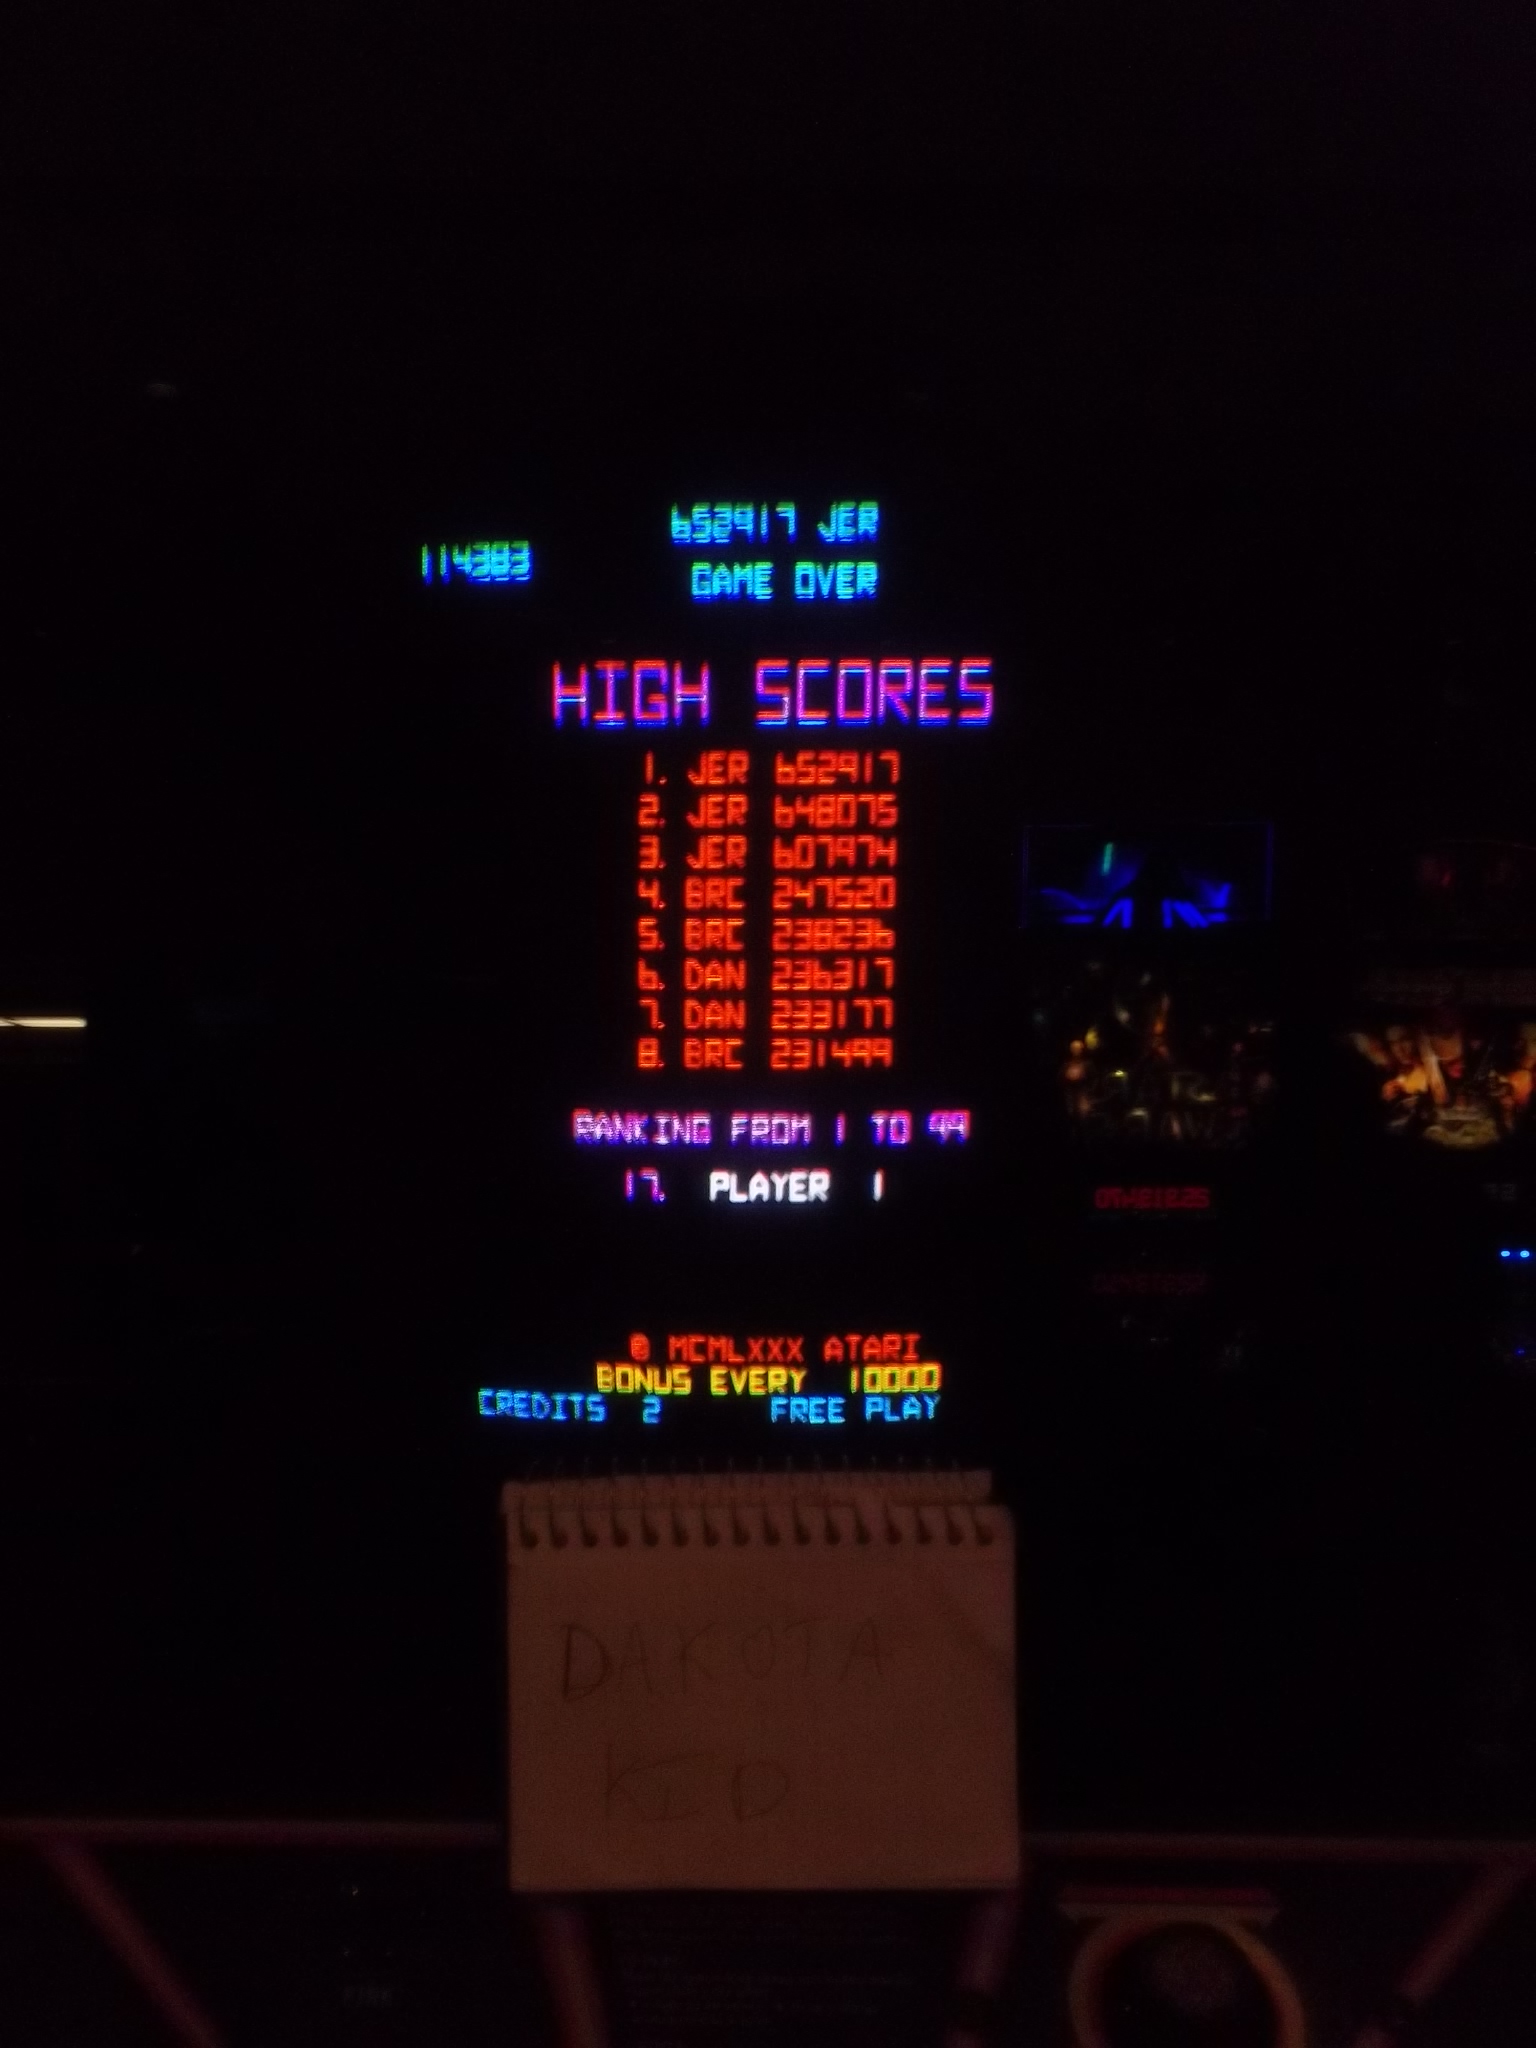 652917 JER
114383
GAME OVER
HIGH SCORES
1. JER 652917
2. JER 648075
3. JER 607974
4. BRC 247520
5. BRC 238236
6. DAN 236317
7. DAN 233177
8. BRC 231499
RANKING FROM 1 TO 99
17. PLAYER 1
© MCMLXXX ATARI
BONUS EVERY 10000
CREDITS 2 FREE PLAY
DAKOTA
KID